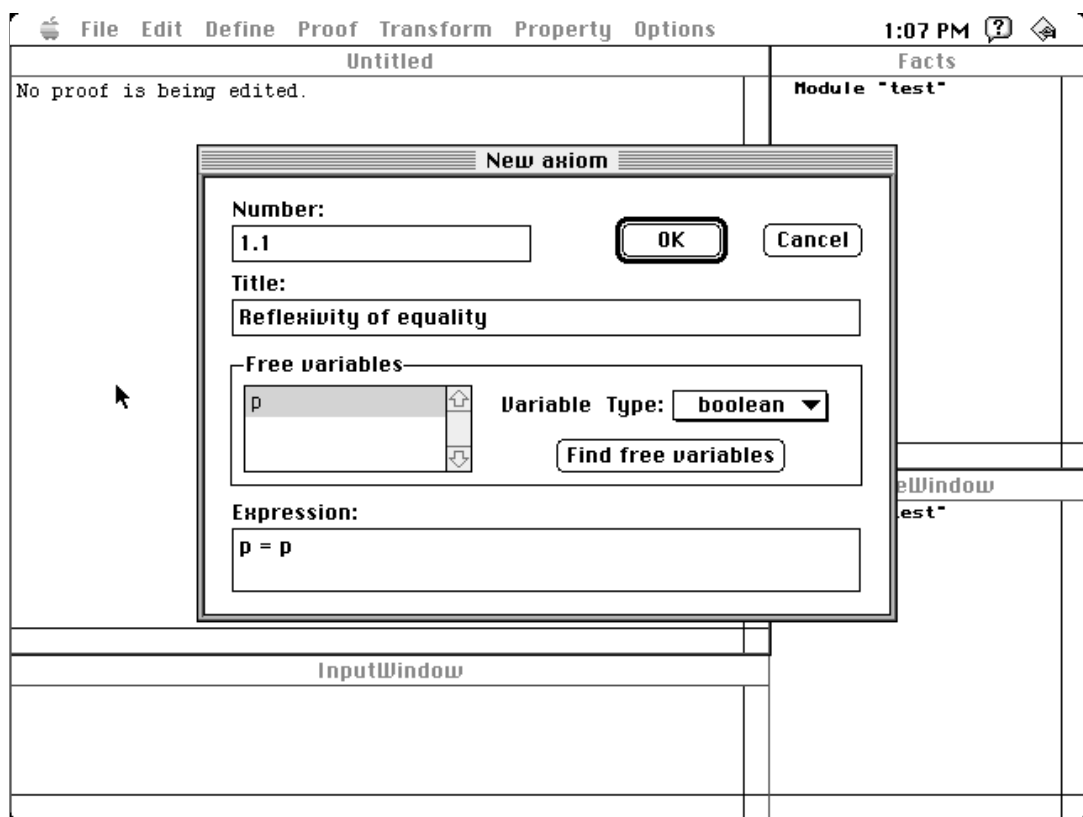 File Edit Define Proof Transform Property Options 1:07 PM
Untitled
Facts
No proof is being edited.
Module "test"
New axiom
Number:
1.1
OK
Cancel
Title:
Reflexivity of equality
Free variables
p
Variable Type: boolean
Find free variables
Expression:
p = p
eWindow
est"
InputWindow